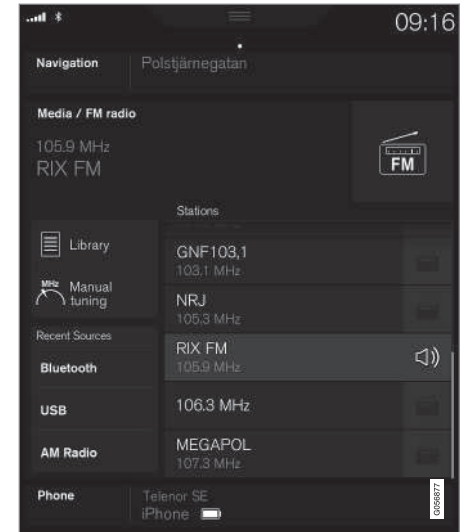 09:16
Navigation
Polstjärnegatan
Media / FM radio
105.9 MHz
RIX FM
FM
Stations
Library
MHz
Manual
tuning
Recent Sources
Bluetooth
USB
AM Radio
GNF103,1
103.1 MHz
NRJ
105.3 MHz
RIX FM
105.9 MHz
106.3 MHz
MEGAPOL
107.3 MHz
Phone
Telenor SE
iPhone
G056877